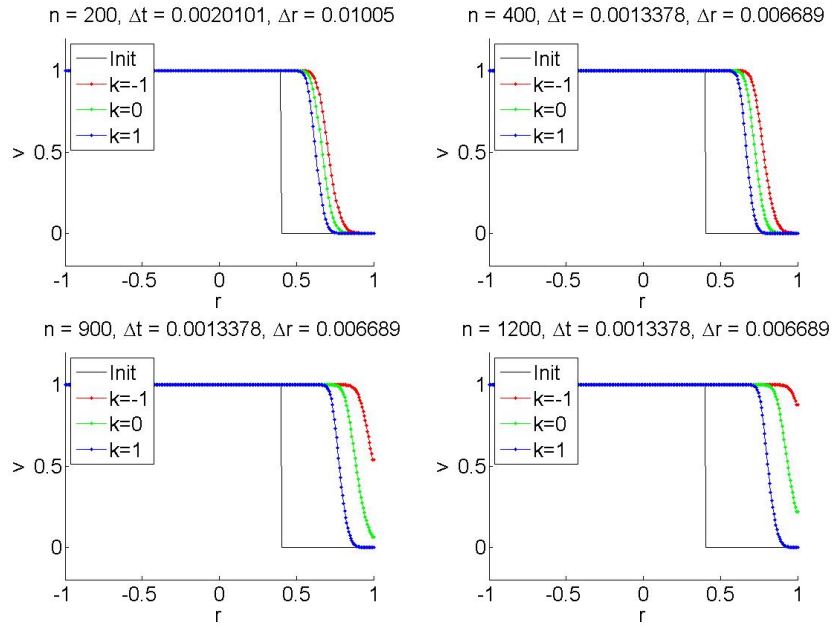 n = 200, Δt = 0.0020101, Δr = 0.01005
Init
k=-1
k=0
k=1
1
0.5
0
v
-1 -0.5 0 0.5 1
r
n = 400, Δt = 0.0013378, Δr = 0.006689
Init
k=-1
k=0
k=1
1
0.5
0
v
-1 -0.5 0 0.5 1
r
n = 900, Δt = 0.0013378, Δr = 0.006689
Init
k=-1
k=0
k=1
1
0.5
0
v
-1 -0.5 0 0.5 1
r
n = 1200, Δt = 0.0013378, Δr = 0.006689
Init
k=-1
k=0
k=1
1
0.5
0
v
-1 -0.5 0 0.5 1
r